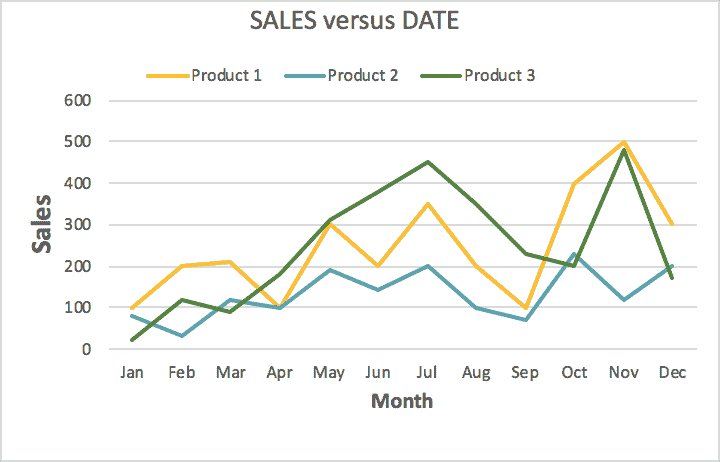 SALES versus DATE
Product 1 Product 2 Product 3
600
500
400
300
200
100
0
Sales
Jan Feb Mar Apr May Jun Jul Aug Sep Oct Nov Dec
Month